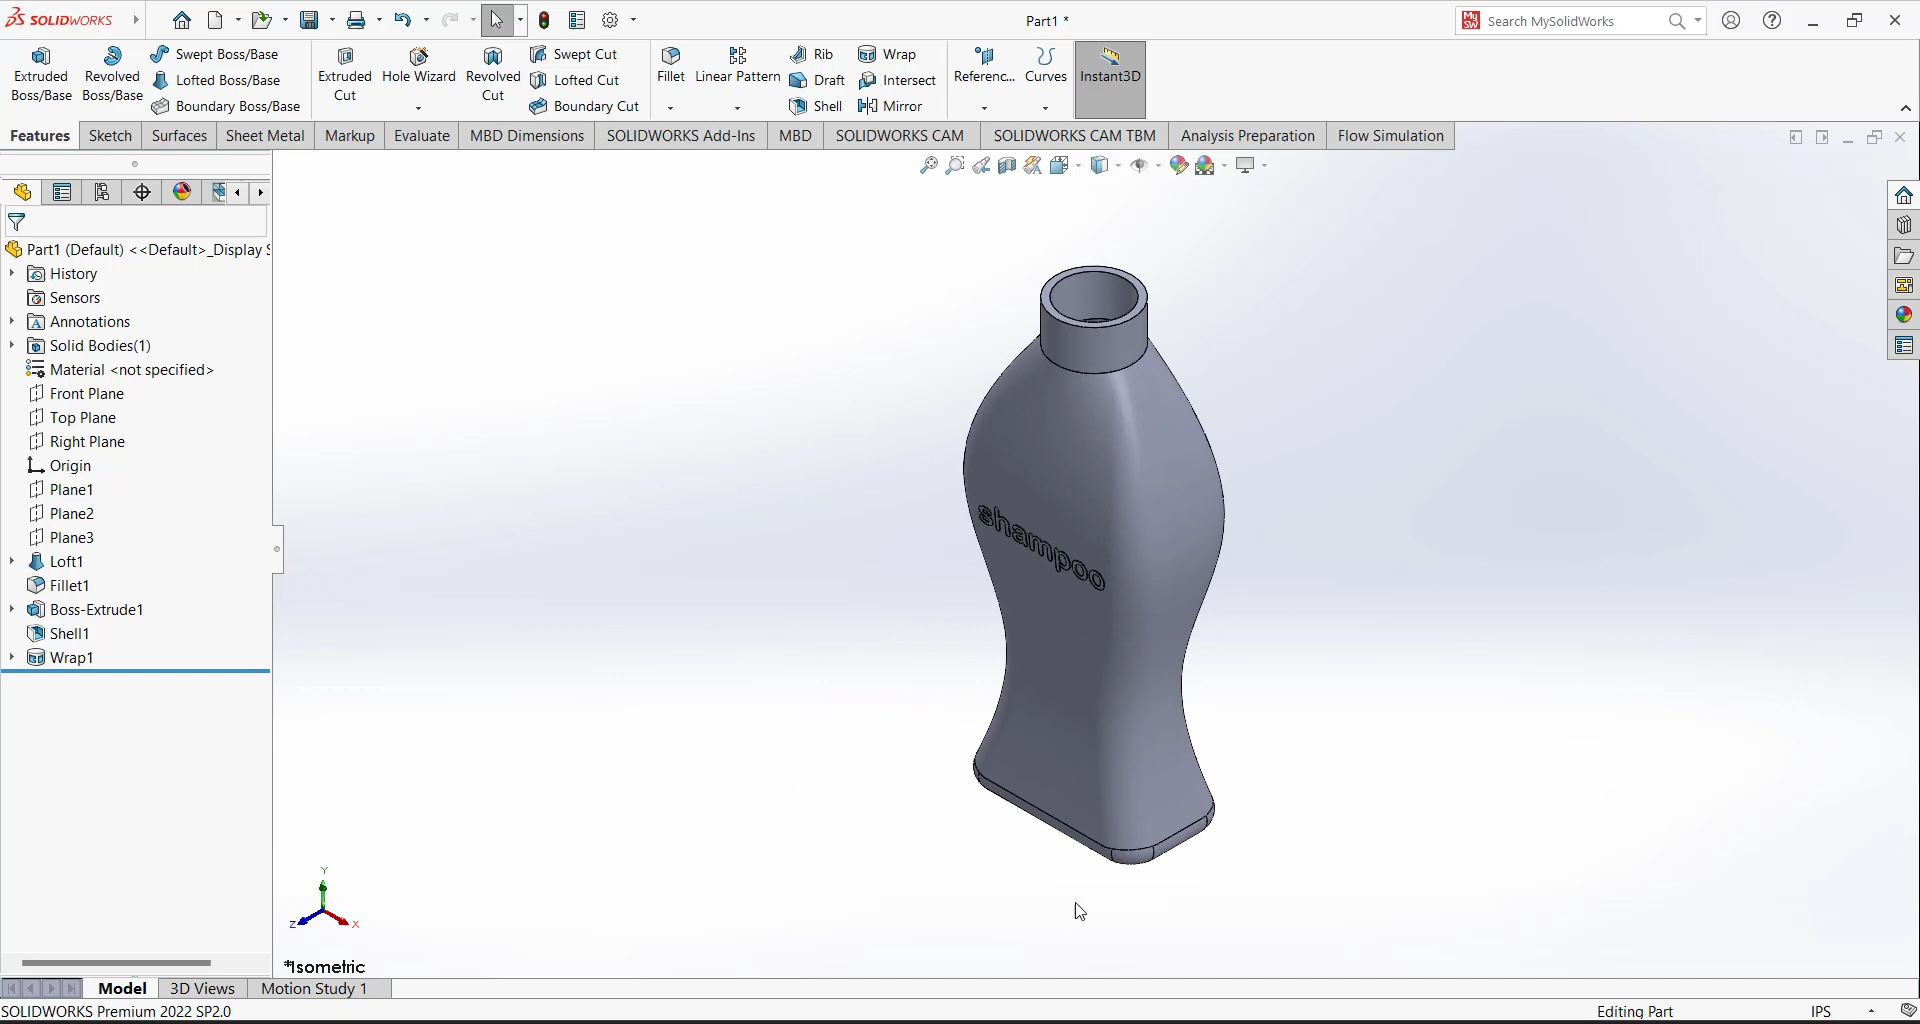 SOLIDWORKS
Part1 *
Search MySolidWorks
Extruded Boss/Base
Revolved Boss/Base
Swept Boss/Base
Lofted Boss/Base
Boundary Boss/Base
Extruded Cut
Hole Wizard
Revolved Cut
Swept Cut
Lofted Cut
Boundary Cut
Fillet
Linear Pattern
Rib
Draft
Shell
Wrap
Intersect
Mirror
Referenc...
Curves
Instant3D
Features
Sketch
Surfaces
Sheet Metal
Markup
Evaluate
MBD Dimensions
SOLIDWORKS Add-Ins
MBD
SOLIDWORKS CAM
SOLIDWORKS CAM TBM
Analysis Preparation
Flow Simulation
Part1 (Default) <<Default>_Display S
History
Sensors
Annotations
Solid Bodies(1)
Material <not specified>
Front Plane
Top Plane
Right Plane
Origin
Plane1
Plane2
Plane3
Loft1
Fillet1
Boss-Extrude1
Shell1
Wrap1
shampoo
Y
Z
X
*Isometric
Model
3D Views
Motion Study 1
SOLIDWORKS Premium 2022 SP2.0
Editing Part
IPS